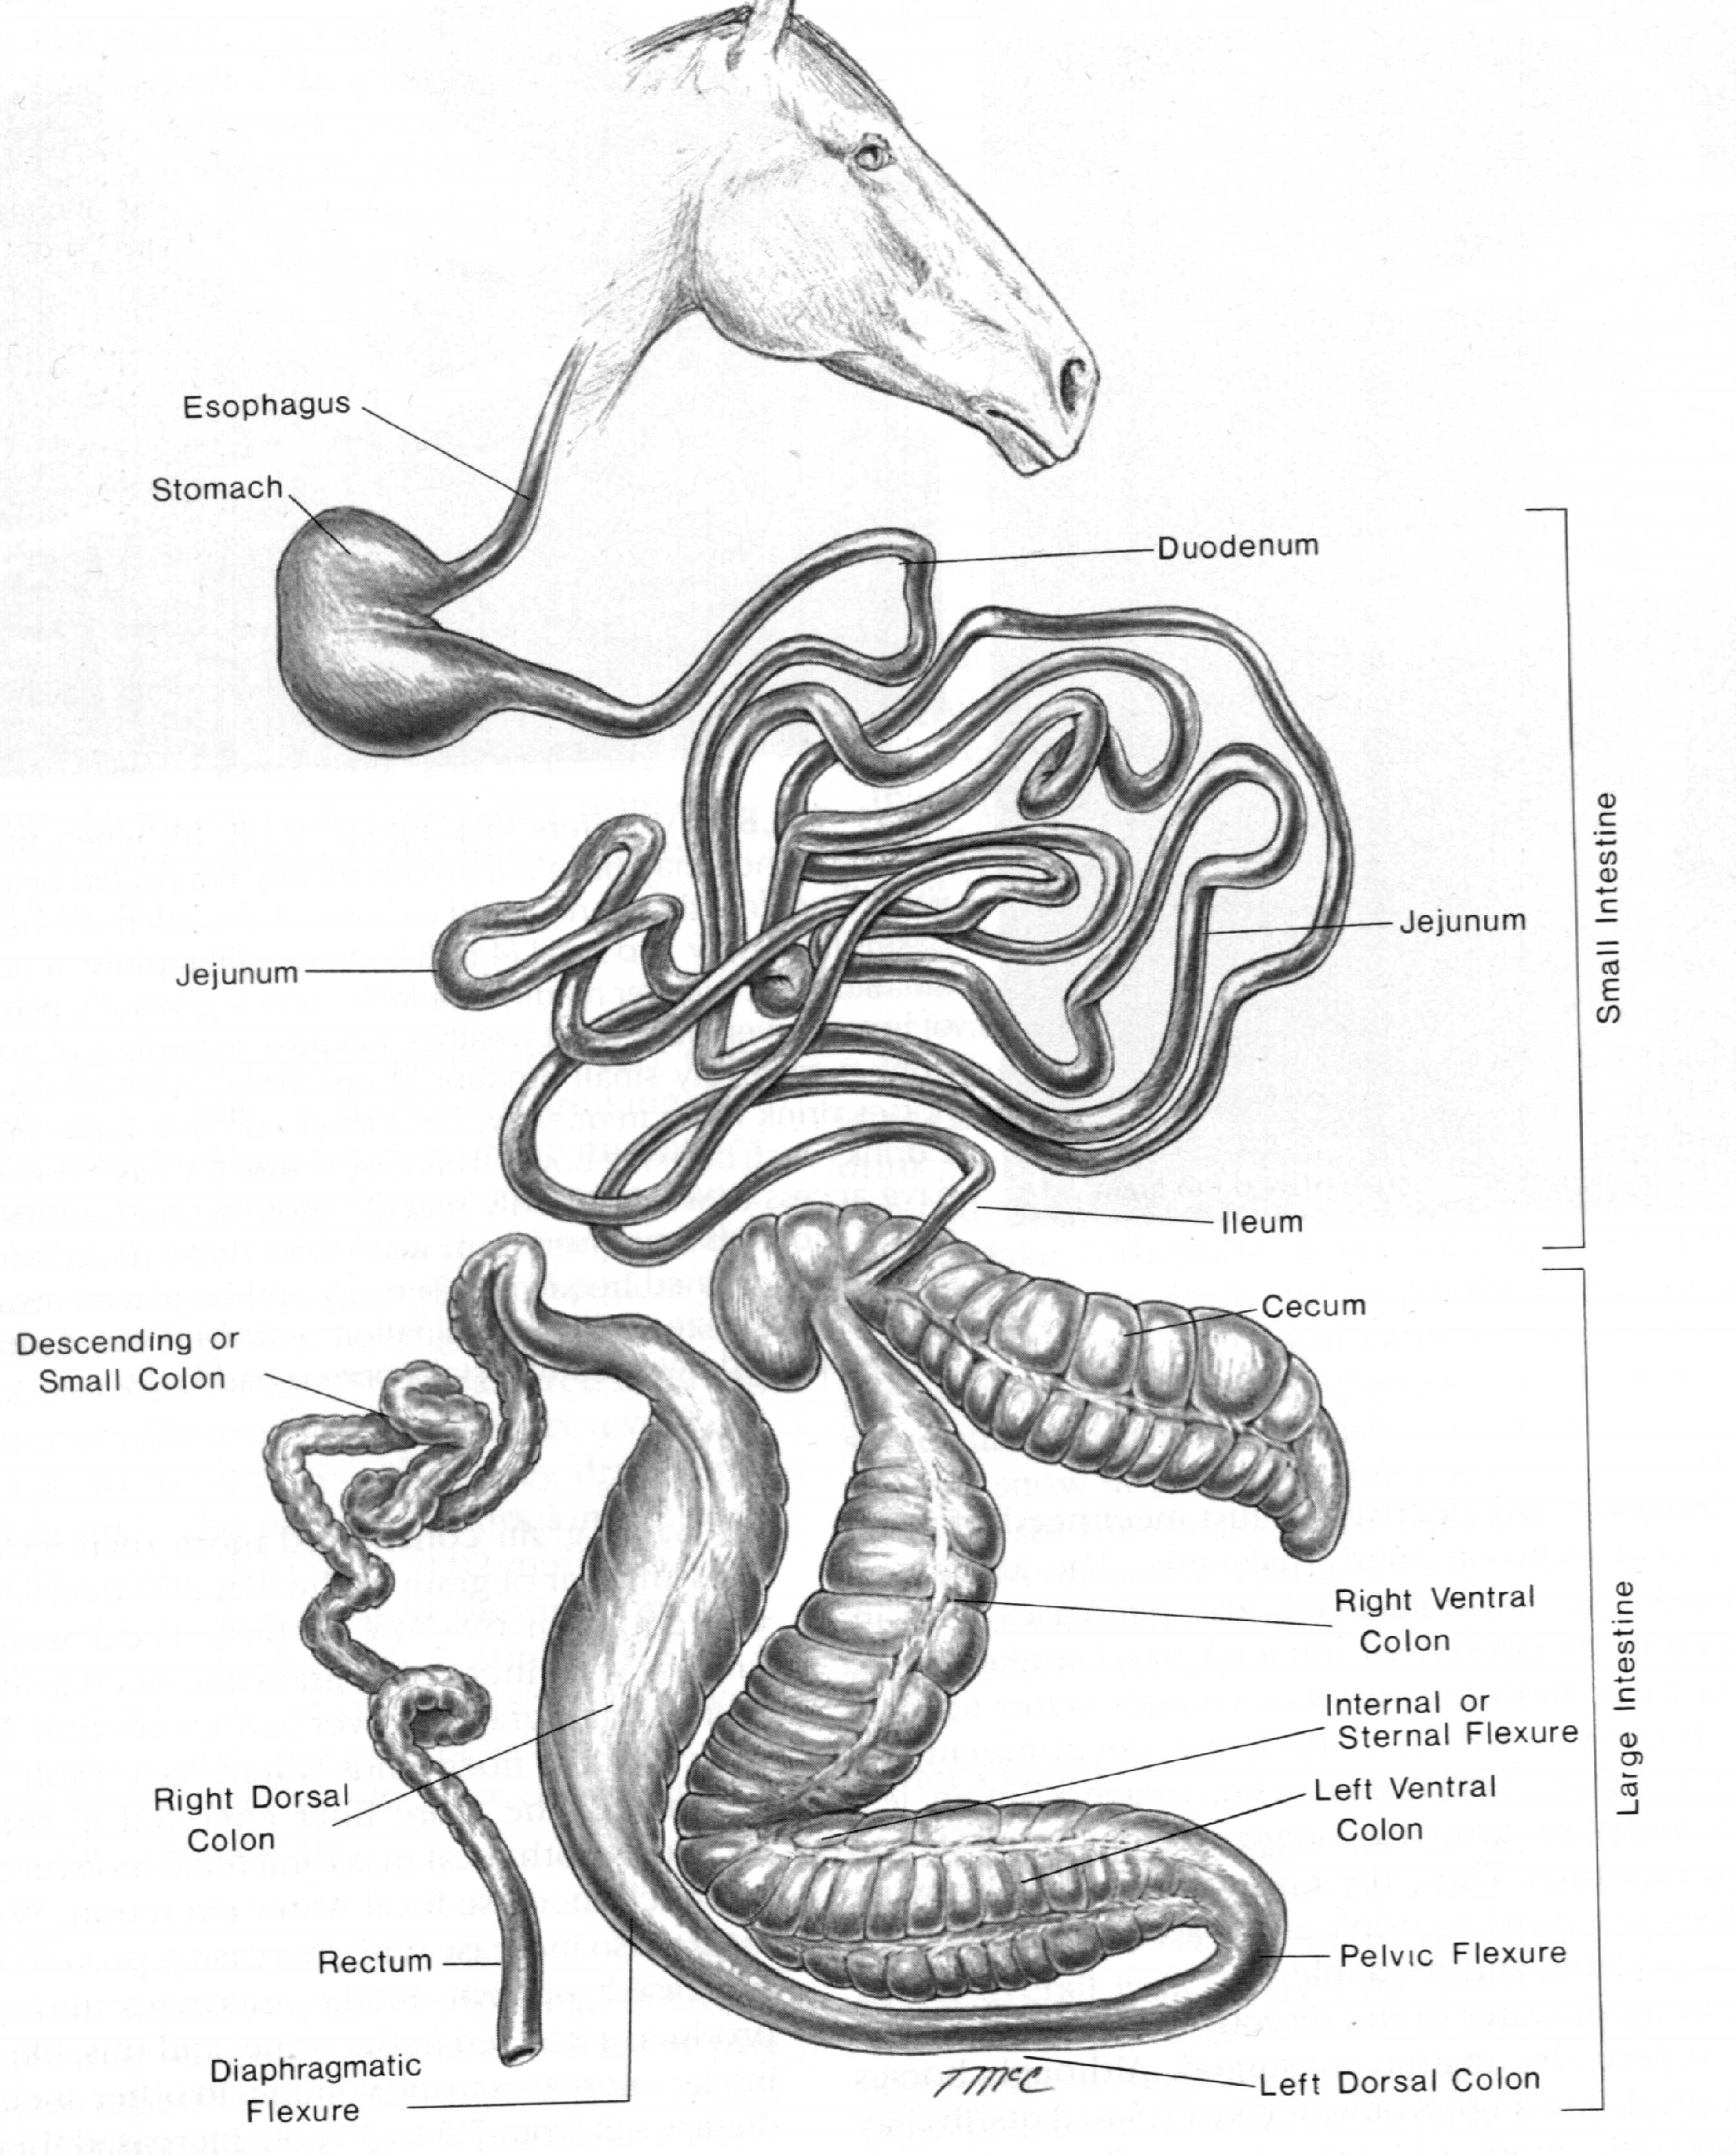 Esophagus
Stomach
Duodenum
Jejunum
Jejunum
Small Intestine
Ileum
Cecum
Descending or
Small Colon
Right Ventral
Colon
Internal or
Sternal Flexure
Left Ventral
Colon
Large Intestine
Right Dorsal
Colon
Rectum
Pelvic Flexure
Diaphragmatic
Flexure
McC
Left Dorsal Colon